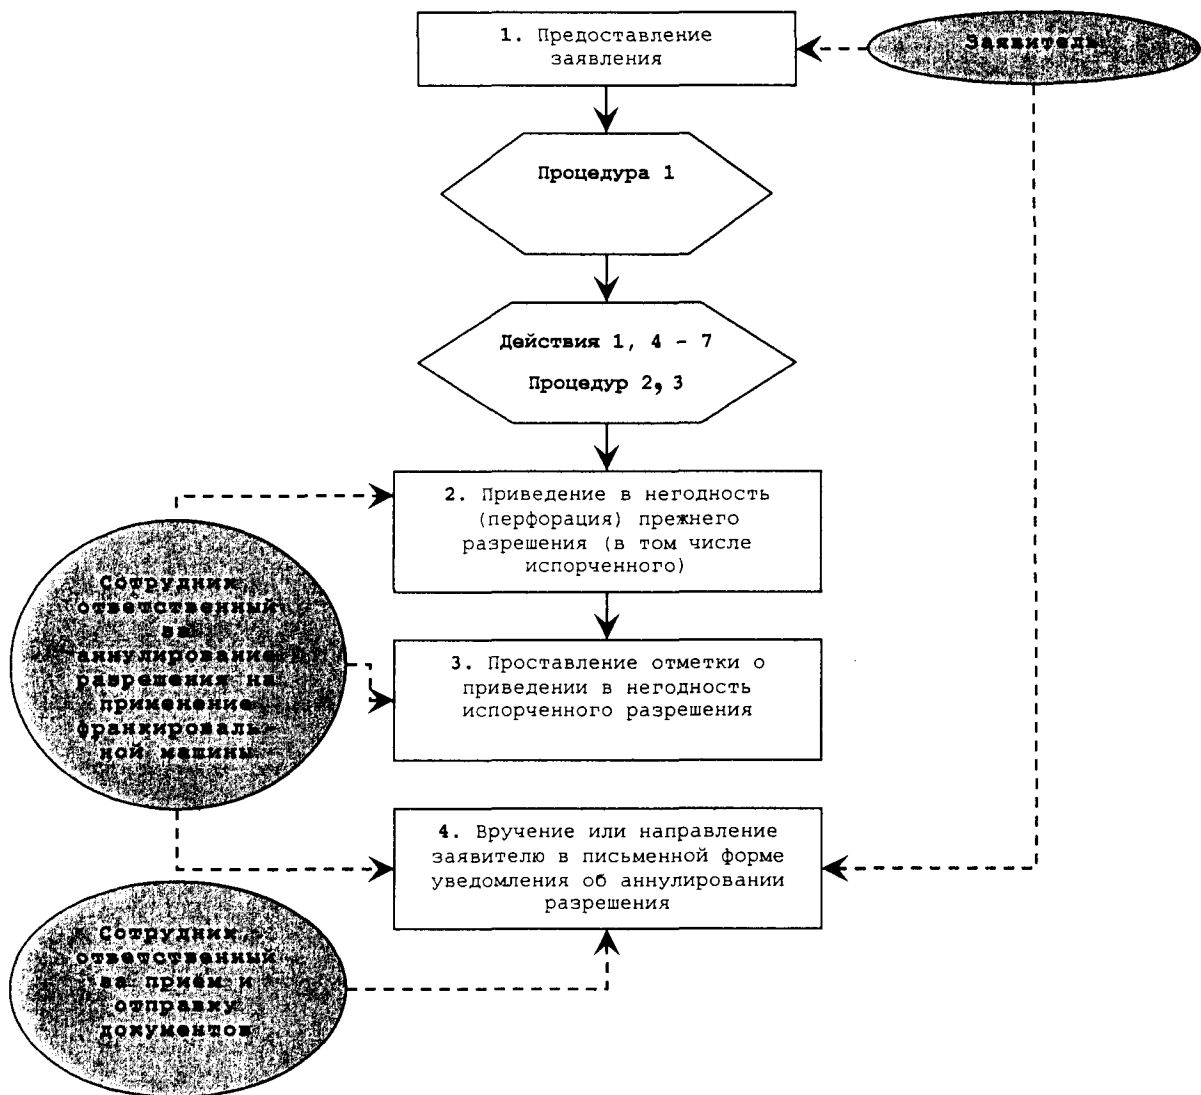 1. Предоставление
заявления
Заявитель
Процедура 1
Действия 1, 4 - 7
Процедур 2, 3
2. Приведение в негодность
(перфорация) прежнего
разрешения (в том числе
испорченного)
Сотрудник,
ответственный
за
аннулирование
разрешения на
применение
франкироваль-
ной машины
3. Проставление отметки о
приведении в негодность
испорченного разрешения
4. Вручение или направление
заявителю в письменной форме
уведомления об аннулировании
разрешения
Сотрудник,
ответственный
за приём и
отправку
документов